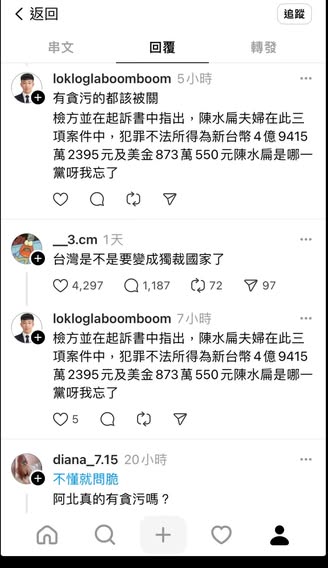 返回
追蹤
串文
回覆
轉發
lokloglaboomboom 5小時
有貪污的都該被關
檢方並在起訴書中指出，陳水扁夫婦在此三
項案件中，犯罪不法所得為新台幣4億9415
萬2395元及美金873萬550元陳水扁是哪一
黨呀我忘了
__3.cm 1天
台灣是不是要變成獨裁國家了
4,297 1,187 72 97
lokloglaboomboom 7小時
檢方並在起訴書中指出，陳水扁夫婦在此三
項案件中，犯罪不法所得為新台幣4億9415
萬2395元及美金873萬550元陳水扁是哪一
黨呀我忘了
5
diana_7.15 20小時
不懂就問脆
阿北真的有貪污嗎？